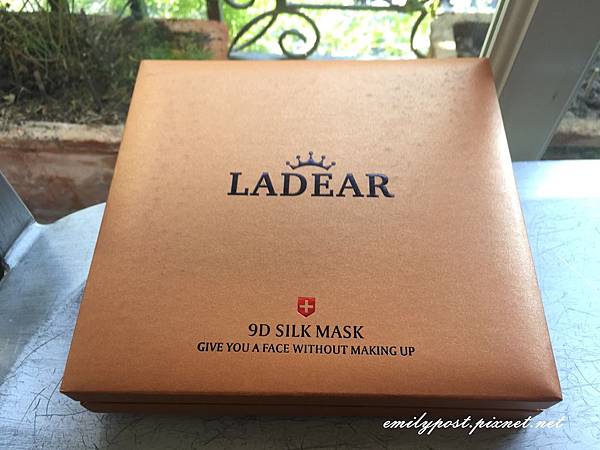 LADEAR
9D SILK MASK
GIVE YOU A FACE WITHOUT MAKING UP
emilypost.pixnet.net